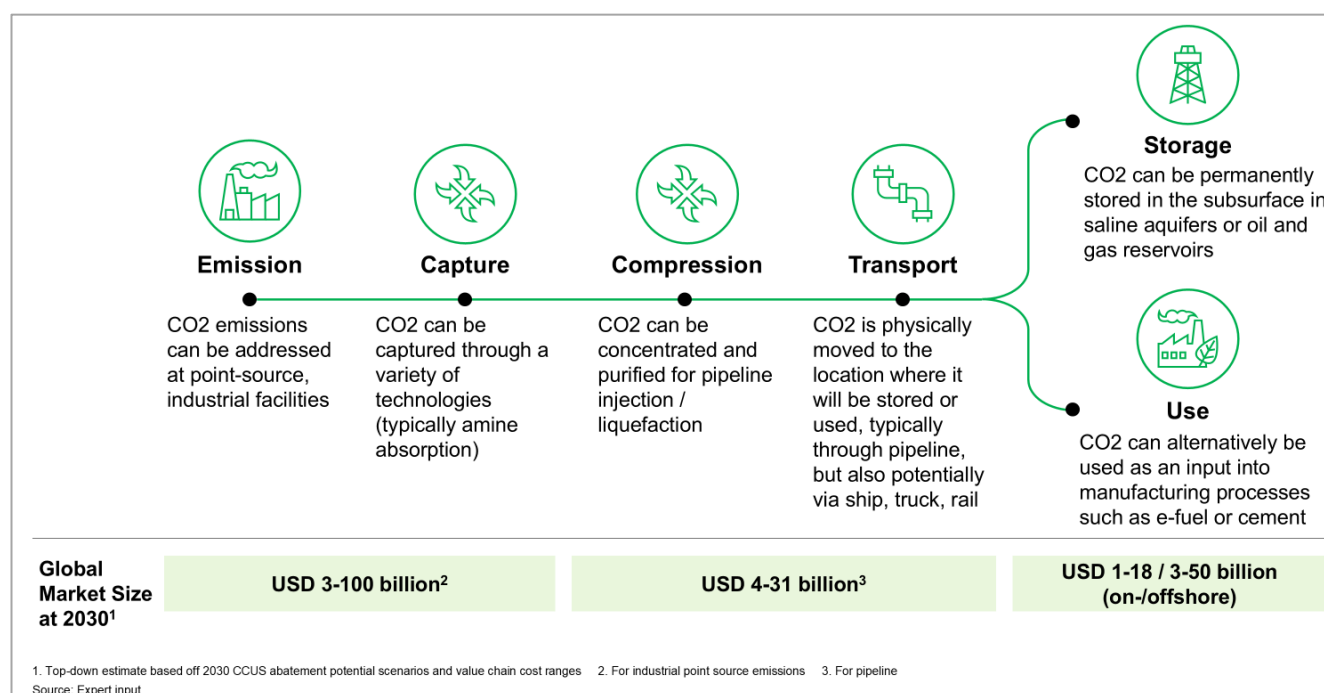 Emission
CO2 emissions
can be addressed
at point-source,
industrial facilities
Capture
CO2 can be
captured through a
variety of
technologies
(typically amine
absorption)
Compression
CO2 can be
concentrated and
purified for pipeline
injection /
liquefaction
Transport
CO2 is physically
moved to the
location where it
will be stored or
used, typically
through pipeline,
but also potentially
via ship, truck, rail
Storage
CO2 can be permanently
stored in the subsurface in
saline aquifers or oil and
gas reservoirs
Use
CO2 can alternatively be
used as an input into
manufacturing processes
such as e-fuel or cement
Global
Market Size
at 2030¹
USD 3-100 billion²
USD 4-31 billion³
USD 1-18 / 3-50 billion
(on-/offshore)
1. Top-down estimate based off 2030 CCUS abatement potential scenarios and value chain cost ranges 2. For industrial point source emissions 3. For pipeline
Source: Expert input